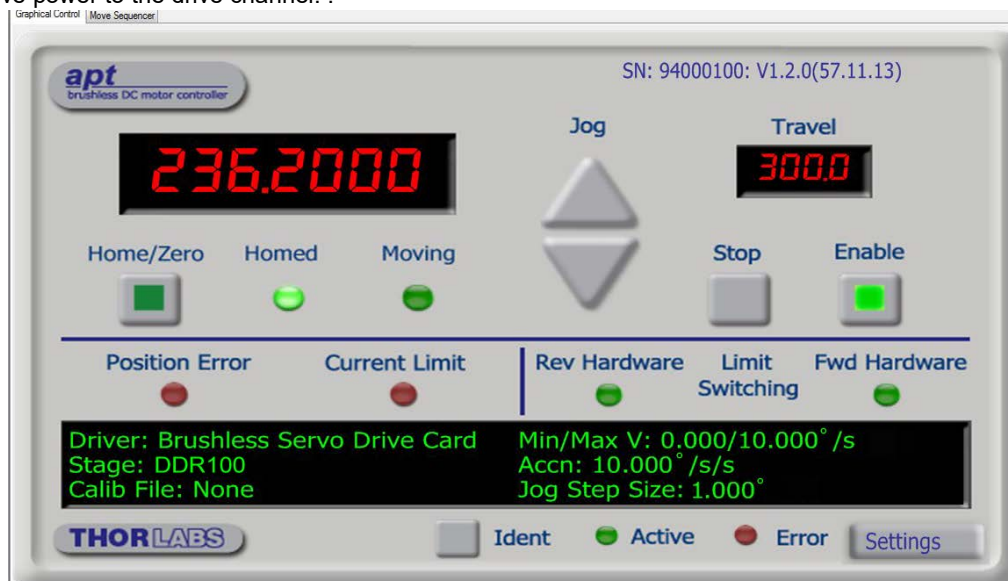 ve power to the drive channel. .
Graphical Control Move Sequencer
apt
brushless DC motor controller
SN: 94000100: V1.2.0(57.11.13)
Jog
Travel
236.2000
300.0
Home/Zero Homed Moving
Stop Enable
Position Error Current Limit
Rev Hardware Limit Switching Fwd Hardware
Driver: Brushless Servo Drive Card
Stage: DDR100
Calib File: None
Min/Max V: 0.000/10.000°/s
Accn: 10.000°/s/s
Jog Step Size: 1.000°
THORLABS
Ident Active Error Settings